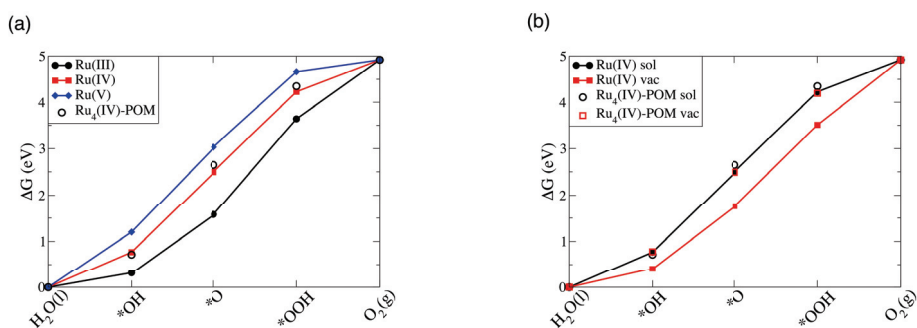 (a)
5
4
3
2
1
0
ΔG (eV)
Ru(III)
Ru(IV)
Ru(V)
Ru4(IV)-POM
H2O(l)
*OH
*O
*OOH
O2(g)
(b)
5
4
3
2
1
0
ΔG (eV)
Ru(IV) sol
Ru(IV) vac
Ru4(IV)-POM sol
Ru4(IV)-POM vac
H2O(l)
*OH
*O
*OOH
O2(g)